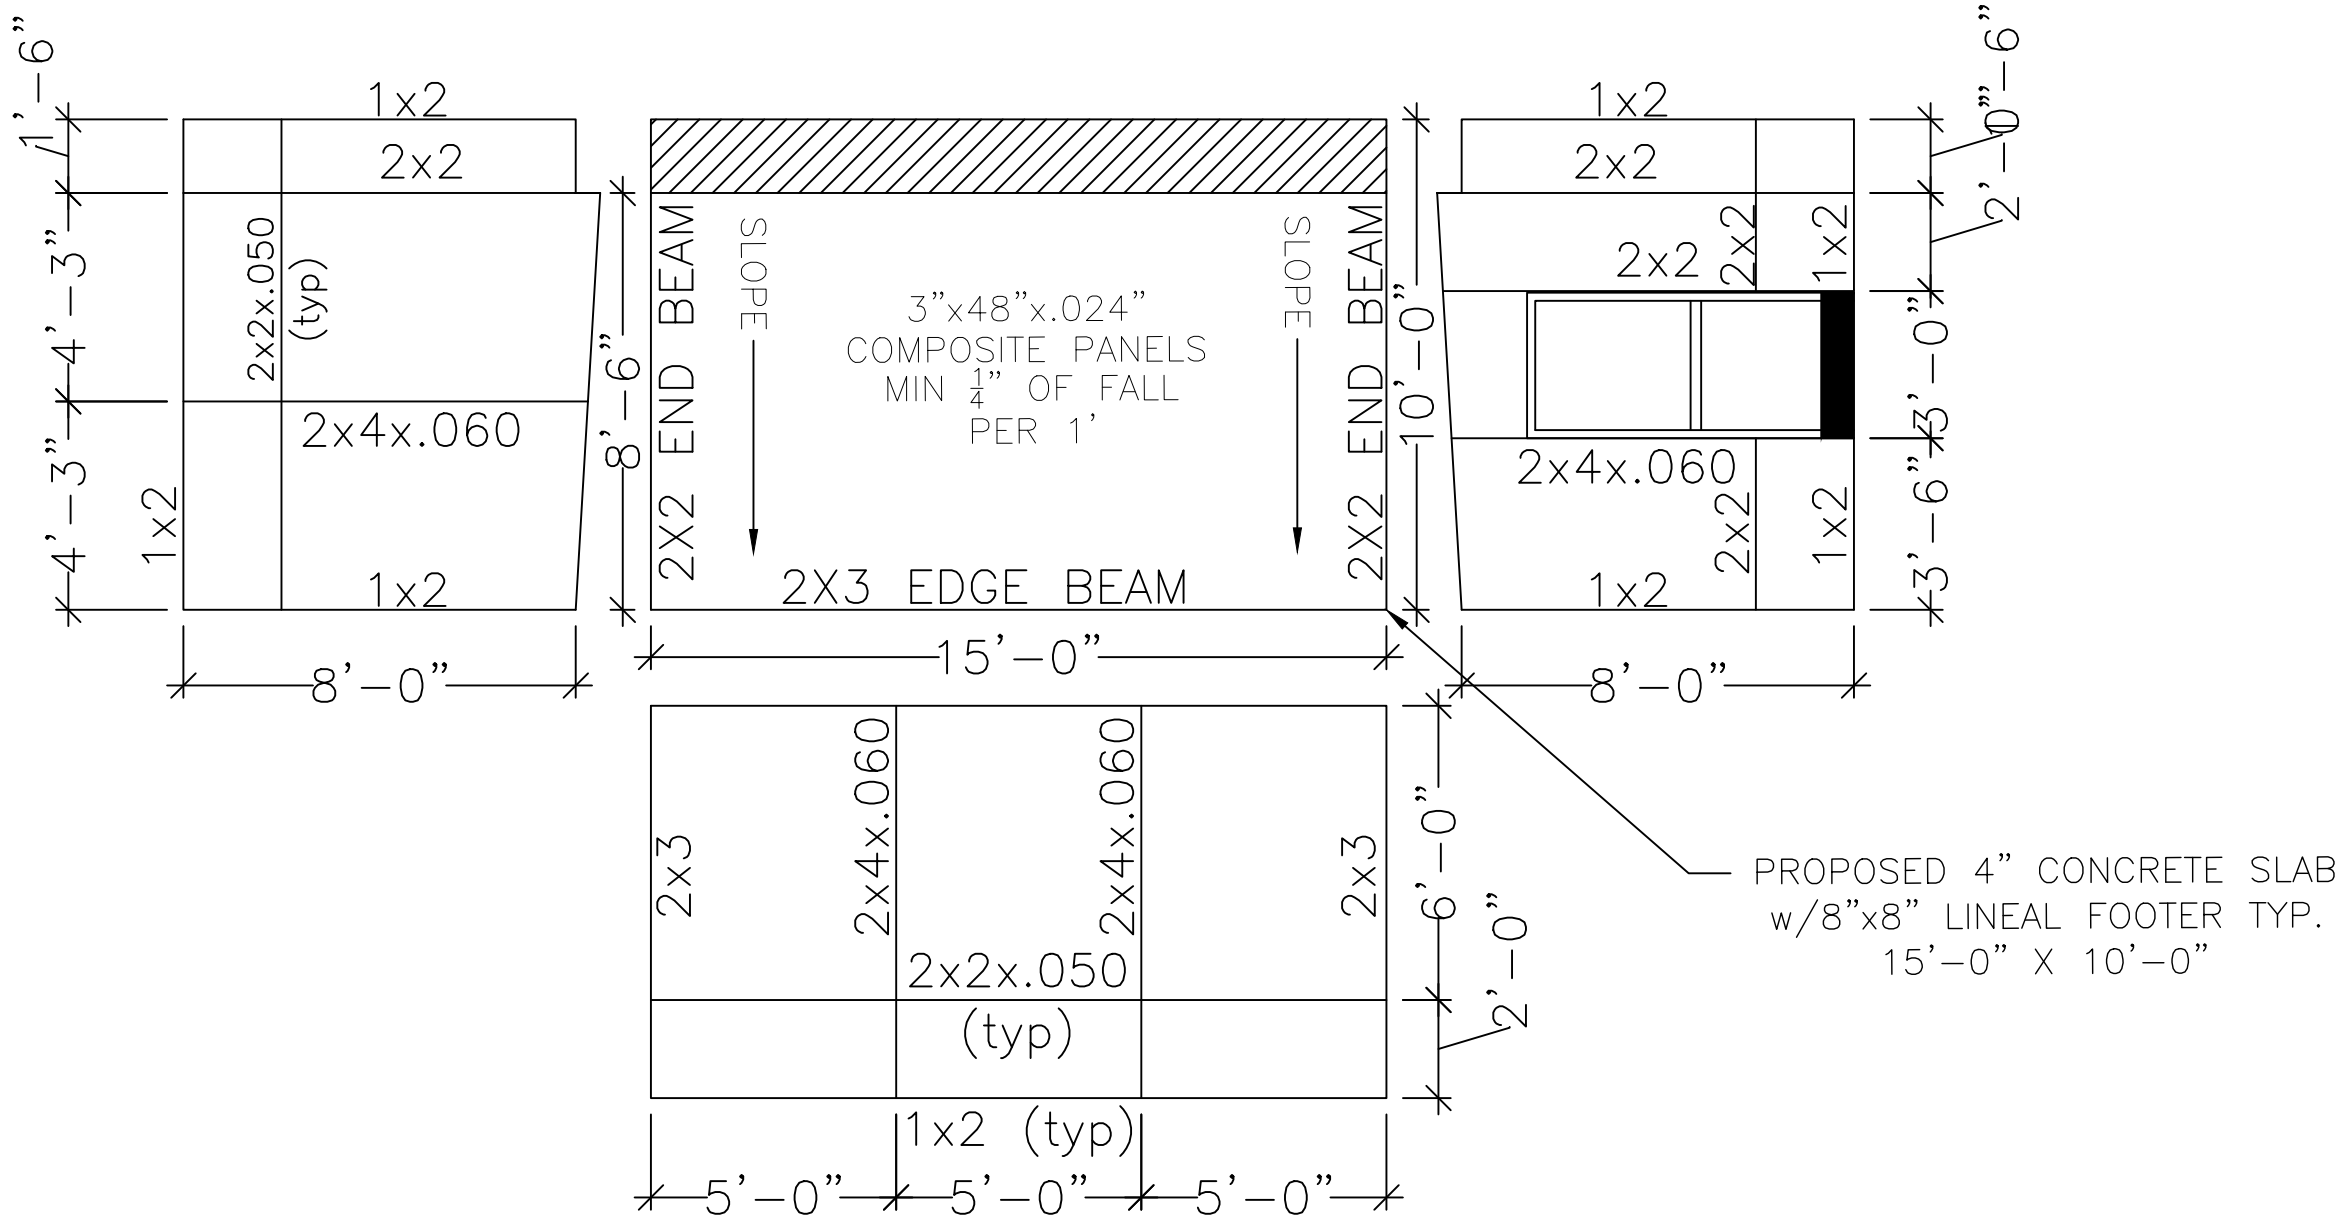 1'-6"
4'-3"
4'-3"
1x2
2x2
2x2x.050
(typ)
2x4x.060
1x2
1x2
8'-0"
8'-6"
2X2 END BEAM
SLOPE
3"x48"x.024"
COMPOSITE PANELS
MIN 1/4" OF FALL
PER 1'
SLOPE
2X2 END BEAM
2X3 EDGE BEAM
10'-0"
15'-0"
1x2
2x2
2x2
2x2
1x2
2x4x.060
2x2
1x2
1x2
8'-0"
1'-6"
2'-0"
3'-0"
3'-6"
2x3
2x4x.060
2x4x.060
2x3
2x2x.050
(typ)
1x2 (typ)
6'-0"
2'-0"
5'-0"
5'-0"
5'-0"
PROPOSED 4" CONCRETE SLAB
w/8"x8" LINEAL FOOTER TYP.
15'-0" X 10'-0"